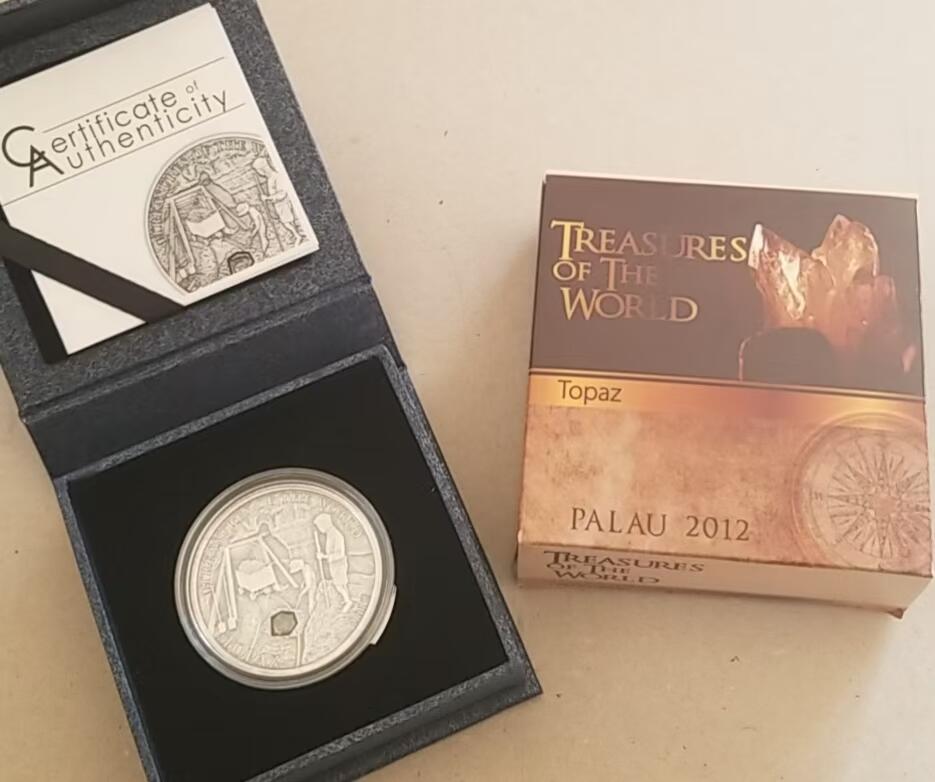 Certificate of
Authenticity
TREASURES
OF THE
WORLD
Topaz
PALAU 2012
TREASURES
OF THE
WORLD